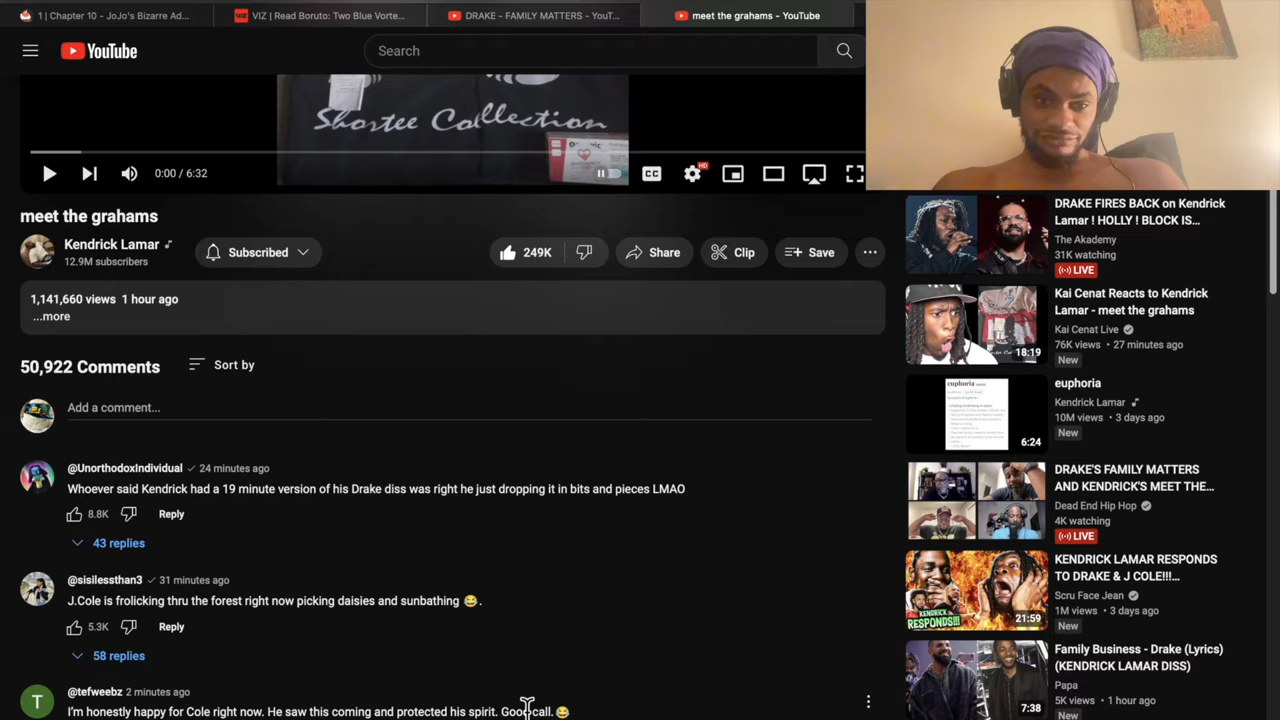 1 | Chapter 10 - JoJo's Bizarre Ad...
VIZ | Read Boruto: Two Blue Vorte...
DRAKE - FAMILY MATTERS - YouT...
meet the grahams - YouTube
YouTube
Search
Shortee Collection
0:00 / 6:32
CC
HD
meet the grahams
Kendrick Lamar
12.9M subscribers
Subscribed
249K
Share
Clip
Save
1,141,660 views 1 hour ago
...more
50,922 Comments
Sort by
Add a comment...
@UnorthodoxIndividual
24 minutes ago
Whoever said Kendrick had a 19 minute version of his Drake diss was right he just dropping it in bits and pieces LMAO
8.8K
Reply
43 replies
@sisilessthan3
31 minutes ago
J.Cole is frolicking thru the forest right now picking daisies and sunbathing 😂.
5.3K
Reply
58 replies
T
@tefweebz 2 minutes ago
I'm honestly happy for Cole right now. He saw this coming and protected his spirit. Good call. 😂
DRAKE FIRES BACK on Kendrick
Lamar ! HOLLY ! BLOCK IS...
The Akademy
31K watching
LIVE
Kai Cenat Reacts to Kendrick
Lamar - meet the grahams
Kai Cenat Live
76K views • 27 minutes ago
New
18:19
euphoria
euphoria
Kendrick Lamar
10M views • 3 days ago
New
6:24
DRAKE'S FAMILY MATTERS
AND KENDRICK'S MEET THE...
Dead End Hip Hop
4K watching
LIVE
KENDRICK LAMAR RESPONDS
TO DRAKE & J COLE!!!...
Scru Face Jean
1M views • 3 days ago
New
KENDRICK
RESPONDS!!!
21:59
Family Business - Drake (Lyrics)
(KENDRICK LAMAR DISS)
Papa
5K views • 1 hour ago
New
7:38